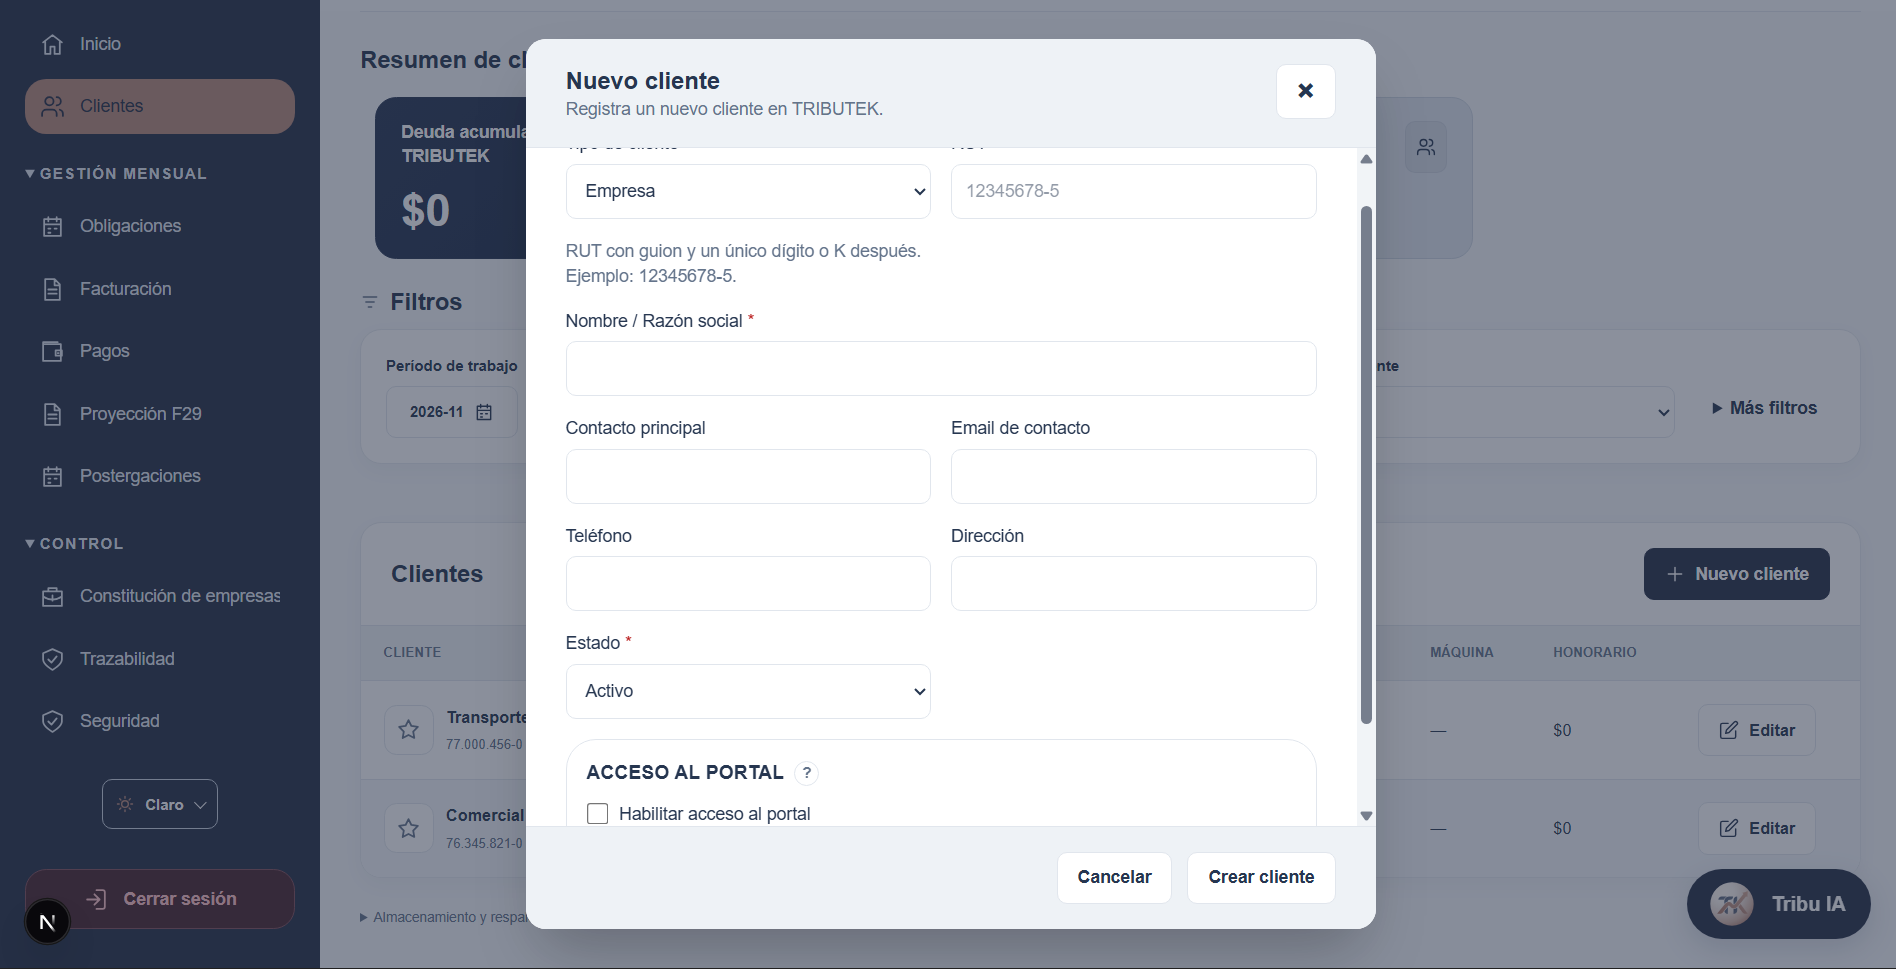 Inicio
Clientes
GESTIÓN MENSUAL
Obligaciones
Facturación
Pagos
Proyección F29
Postergaciones
CONTROL
Constitución de empresas
Trazabilidad
Seguridad
Claro
Cerrar sesión
N
Resumen de cl
Deuda acumula
TRIBUTEK
$0
Filtros
Período de trabajo
2026-11
nte
Más filtros
Clientes
Nuevo cliente
CLIENTE
MÁQUINA
HONORARIO
Transporte
77.000.456-0
—
$0
Editar
Comercial
76.345.821-0
—
$0
Editar
Almacenamiento y respa
Tribu IA
Nuevo cliente
Registra un nuevo cliente en TRIBUTEK.
Tipo de cliente
Empresa
12345678-5
RUT con guion y un único dígito o K después.
Ejemplo: 12345678-5.
Nombre / Razón social *
Contacto principal
Email de contacto
Teléfono
Dirección
Estado *
Activo
ACCESO AL PORTAL ?
Habilitar acceso al portal
Cancelar
Crear cliente